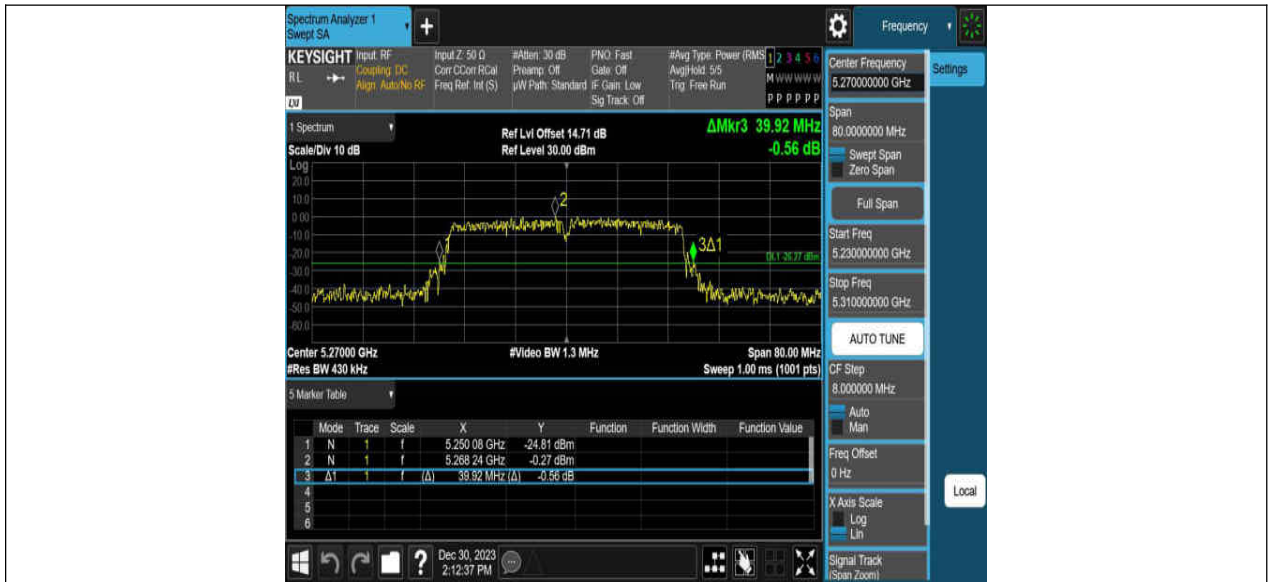 Spectrum Analyzer 1
Swept SA
+
Frequency
KEYSIGHT
RL
LXI
Input: RF
Coupling: DC
Align: Auto/No RF
Input Z: 50 Ω
Corr CCorr RCal
Freq Ref: Int (S)
#Atten: 30 dB
Preamp: Off
µW Path: Standard
PNO: Fast
Gate: Off
IF Gain: Low
Sig Track: Off
#Avg Type: Power (RMS
Avg|Hold: 5/5
Trig: Free Run
1 2 3 4 5 6
M W W W W W
P P P P P P
1 Spectrum
Scale/Div 10 dB
Ref Lvl Offset 14.71 dB
Ref Level 30.00 dBm
ΔMkr3 39.92 MHz
-0.56 dB
Log
20.0
10.0
0.00
-10.0
-20.0
-30.0
-40.0
-50.0
-60.0
2
3Δ1
DL1 -26.27 dBm
Center 5.27000 GHz
#Res BW 430 kHz
#Video BW 1.3 MHz
Span 80.00 MHz
Sweep 1.00 ms (1001 pts)
5 Marker Table
Mode Trace Scale X Y Function Function Width Function Value
1 N 1 f 5.250 08 GHz -24.81 dBm
2 N 1 f 5.268 24 GHz -0.27 dBm
3 Δ1 1 f (Δ) 39.92 MHz (Δ) -0.56 dB
4
5
6
?
Dec 30, 2023
2:12:37 PM
Center Frequency
5.270000000 GHz
Settings
Span
80.0000000 MHz
Swept Span
Zero Span
Full Span
Start Freq
5.230000000 GHz
Stop Freq
5.310000000 GHz
AUTO TUNE
CF Step
8.000000 MHz
Auto
Man
Freq Offset
0 Hz
X Axis Scale
Log
Lin
Signal Track
(Span Zoom)
Local